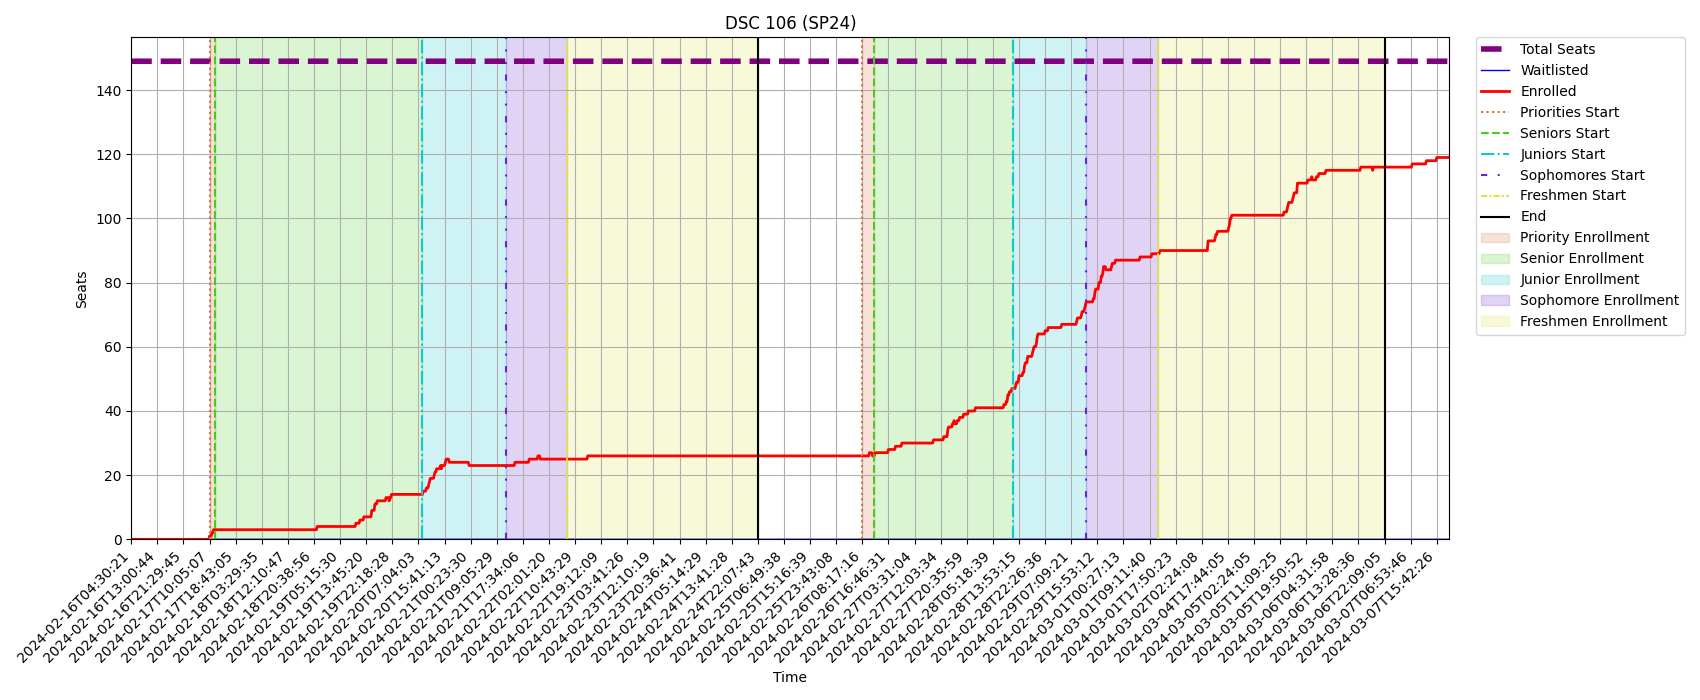 DSC 106 (SP24)
Total Seats
Waitlisted
Enrolled
Priorities Start
Seniors Start
Juniors Start
Sophomores Start
Freshmen Start
End
Priority Enrollment
Senior Enrollment
Junior Enrollment
Sophomore Enrollment
Freshmen Enrollment
Seats
140
120
100
80
60
40
20
0
2024-02-16T04:30:21
2024-02-16T13:00:44
2024-02-16T21:29:45
2024-02-17T10:05:07
2024-02-17T18:43:05
2024-02-18T03:29:35
2024-02-18T12:10:47
2024-02-18T20:38:56
2024-02-19T05:15:30
2024-02-19T13:45:20
2024-02-19T22:18:28
2024-02-20T07:04:03
2024-02-20T15:41:13
2024-02-21T00:23:30
2024-02-21T09:05:29
2024-02-21T17:34:06
2024-02-22T02:01:20
2024-02-22T10:43:29
2024-02-22T19:12:09
2024-02-23T03:41:26
2024-02-23T12:10:19
2024-02-23T20:36:41
2024-02-24T05:14:29
2024-02-24T13:41:28
2024-02-24T22:07:43
2024-02-25T06:49:38
2024-02-25T15:16:39
2024-02-25T23:43:08
2024-02-26T08:17:16
2024-02-26T16:46:31
2024-02-27T03:31:04
2024-02-27T12:03:34
2024-02-27T20:35:59
2024-02-28T05:18:39
2024-02-28T13:53:15
2024-02-28T22:26:36
2024-02-29T07:09:21
2024-02-29T15:53:12
2024-03-01T00:27:13
2024-03-01T09:11:40
2024-03-01T17:50:23
2024-03-02T02:24:08
2024-03-04T17:44:05
2024-03-05T02:24:05
2024-03-05T11:09:25
2024-03-05T19:50:52
2024-03-06T04:31:58
2024-03-06T13:28:36
2024-03-06T22:09:05
2024-03-07T06:53:46
2024-03-07T15:42:26
Time